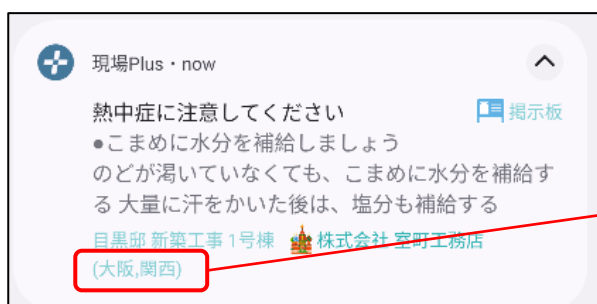 現場Plus・now
熱中症に注意してください 掲示板
●こまめに水分を補給しましょう
のどが渇いていなくても、こまめに水分を補給す
る 大量に汗をかいた後は、塩分も補給する
目黒邸 新築工事 1号棟 株式会社 室町工務店
(大阪,関西)